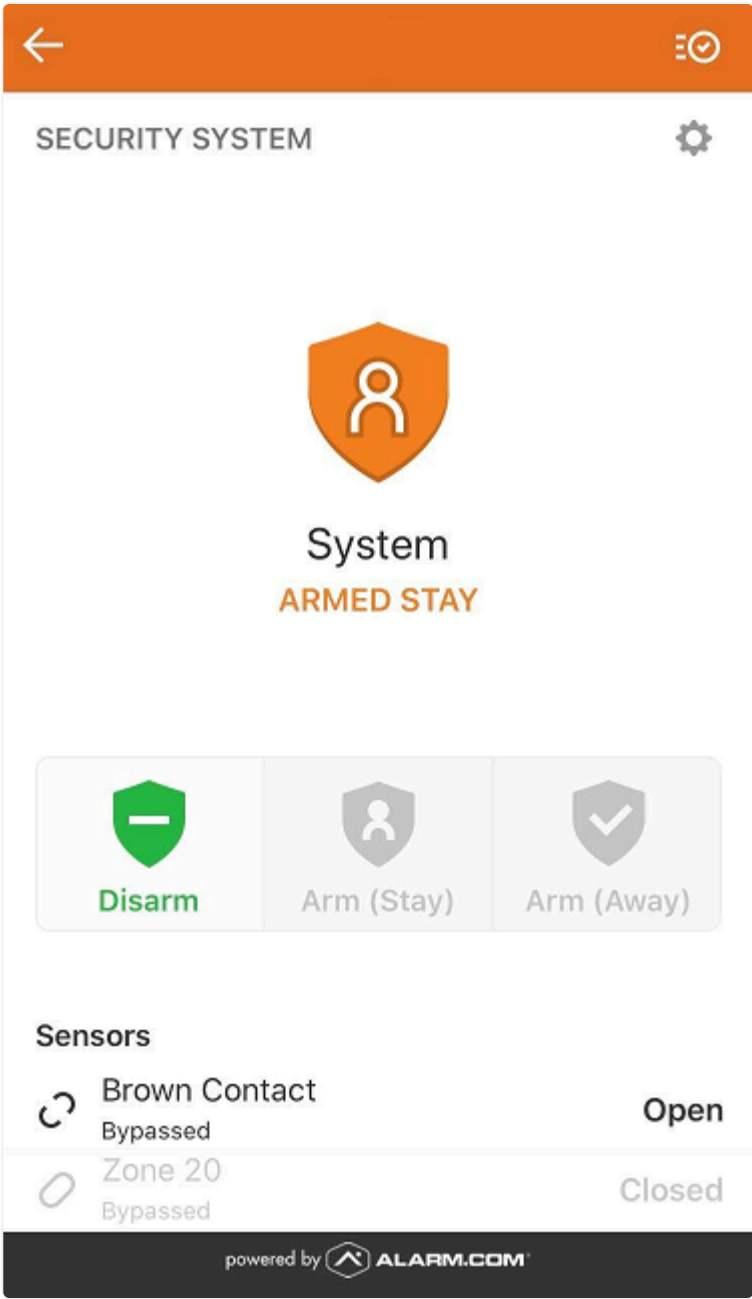 SECURITY SYSTEM
System
ARMED STAY
Disarm
Arm (Stay)
Arm (Away)
Sensors
Brown Contact
Open
Bypassed
Zone 20
Closed
Bypassed
powered by ALARM.COM